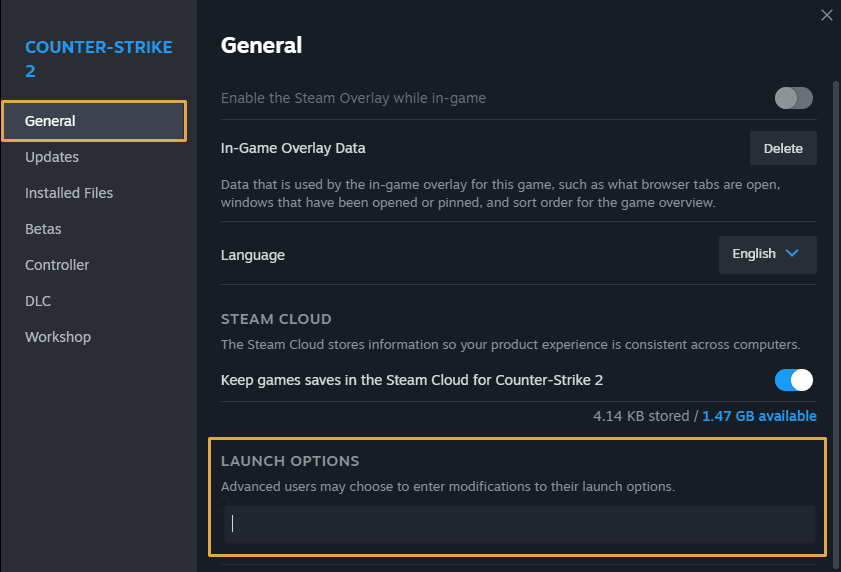 COUNTER-STRIKE
2
General
Updates
Installed Files
Betas
Controller
DLC
Workshop
General
Enable the Steam Overlay while in-game
In-Game Overlay Data
Delete
Data that is used by the in-game overlay for this game, such as what browser tabs are open,
windows that have been opened or pinned, and sort order for the game overview.
Language
English
STEAM CLOUD
The Steam Cloud stores information so your product experience is consistent across computers.
Keep games saves in the Steam Cloud for Counter-Strike 2
4.14 KB stored / 1.47 GB available
LAUNCH OPTIONS
Advanced users may choose to enter modifications to their launch options.